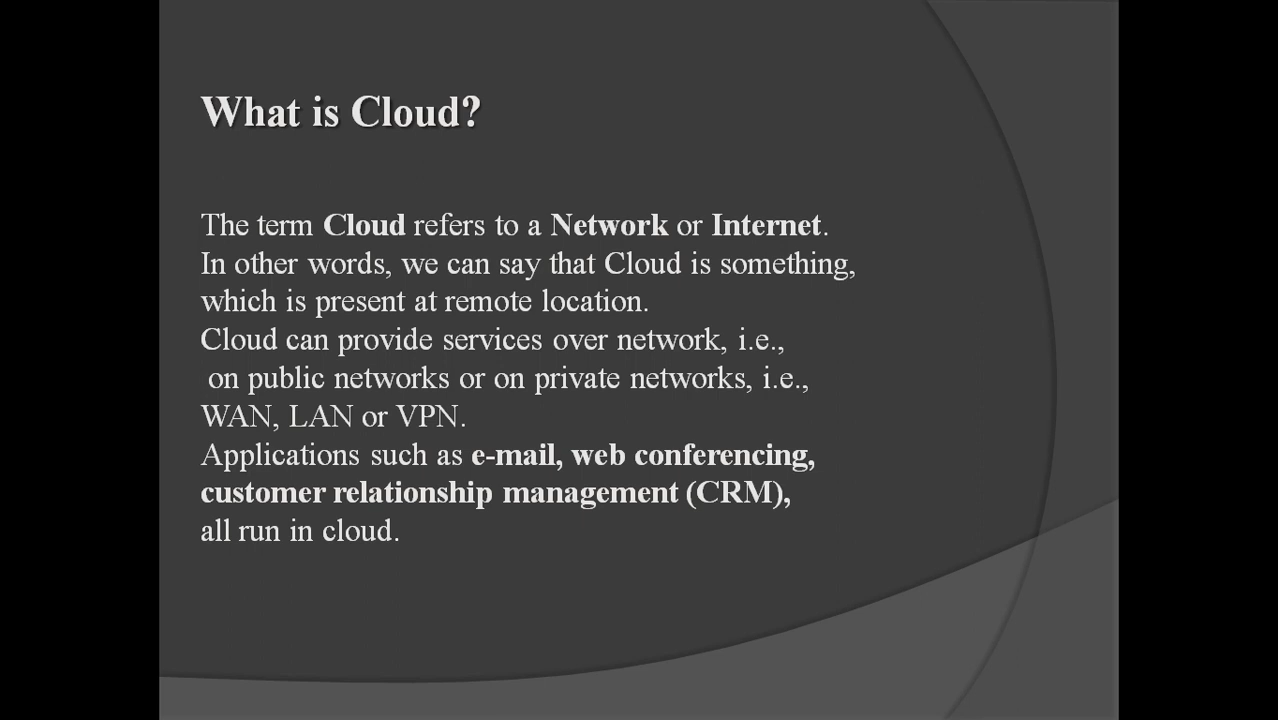 What is Cloud?
The term Cloud refers to a Network or Internet.
In other words, we can say that Cloud is something,
which is present at remote location.
Cloud can provide services over network, i.e.,
on public networks or on private networks, i.e.,
WAN, LAN or VPN.
Applications such as e-mail, web conferencing,
customer relationship management (CRM),
all run in cloud.